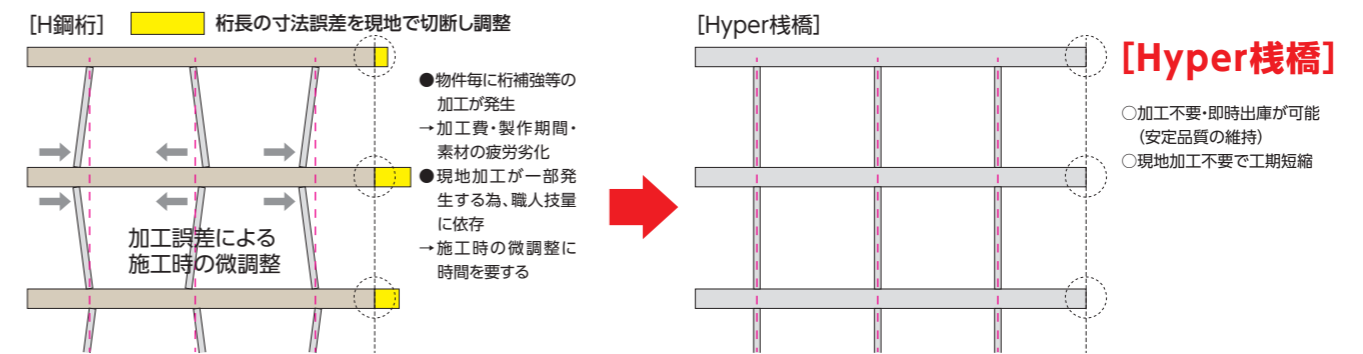 [H鋼桁]
桁長の寸法誤差を現地で切断し調整
●物件毎に桁補強等の
加工が発生
→加工費・製作期間・
素材の疲労劣化
●現地加工が一部発
生する為、職人技量
に依存
→施工時の微調整に
時間を要する
加工誤差による
施工時の微調整
[Hyper桟橋]
[Hyper桟橋]
○加工不要・即時出庫が可能
(安定品質の維持)
○現地加工不要で工期短縮